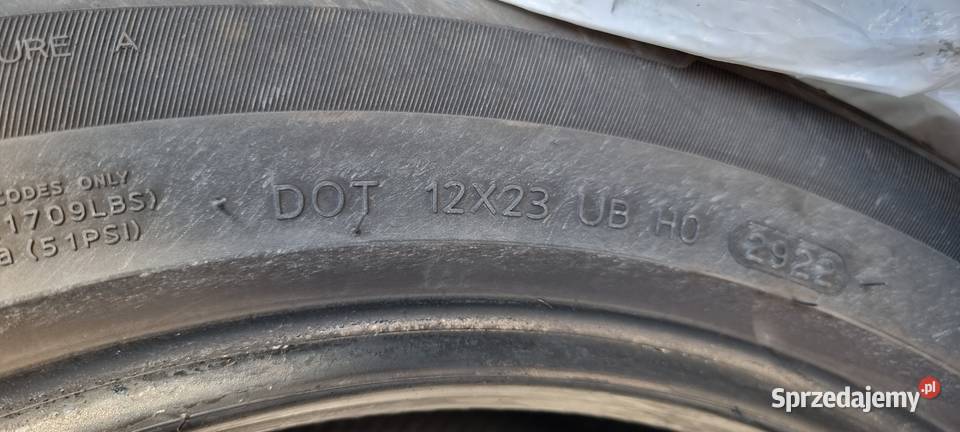 URE A
CODES ONLY
1709LBS)
a (51PSI)
DOT 12X23 UB H0 2922
Sprzedajemy.pl